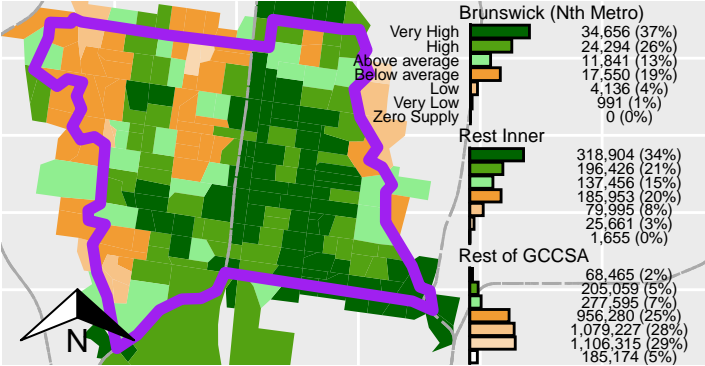 Brunswick (Nth Metro)
Very High 34,656 (37%)
High 24,294 (26%)
Above average 11,841 (13%)
Below average 17,550 (19%)
Low 4,136 (4%)
Very Low 991 (1%)
Zero Supply 0 (0%)
Rest Inner
318,904 (34%)
196,426 (21%)
137,456 (15%)
185,953 (20%)
79,995 (8%)
25,661 (3%)
1,655 (0%)
Rest of GCCSA
68,465 (2%)
205,059 (5%)
277,595 (7%)
956,280 (25%)
1,079,227 (28%)
1,106,315 (29%)
185,174 (5%)
N